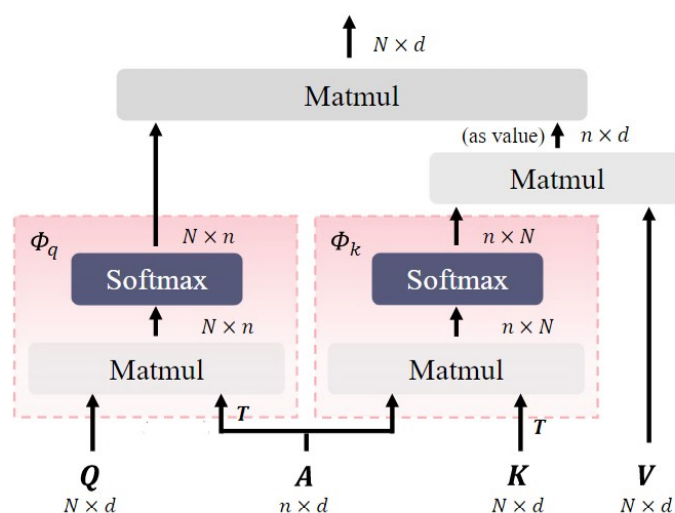 N × d
Matmul
(as value) n × d
Matmul
Φq N × n Φk n × N
Softmax Softmax
N × n n × N
Matmul Matmul
T T
Q A K V
N × d n × d N × d N × d